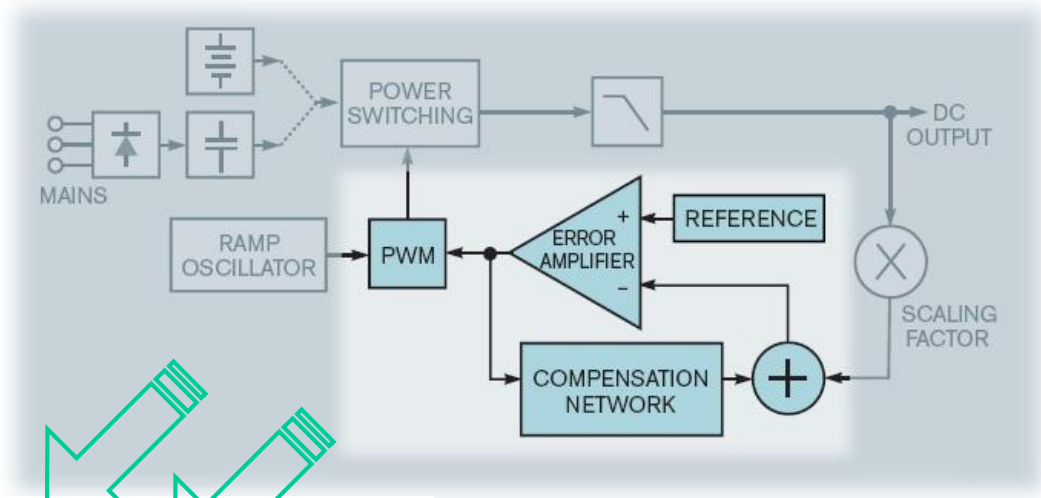 POWER
SWITCHING
DC
OUTPUT
MAINS
RAMP
OSCILLATOR
PWM
+
ERROR
AMPLIFIER
−
REFERENCE
SCALING
FACTOR
COMPENSATION
NETWORK
+